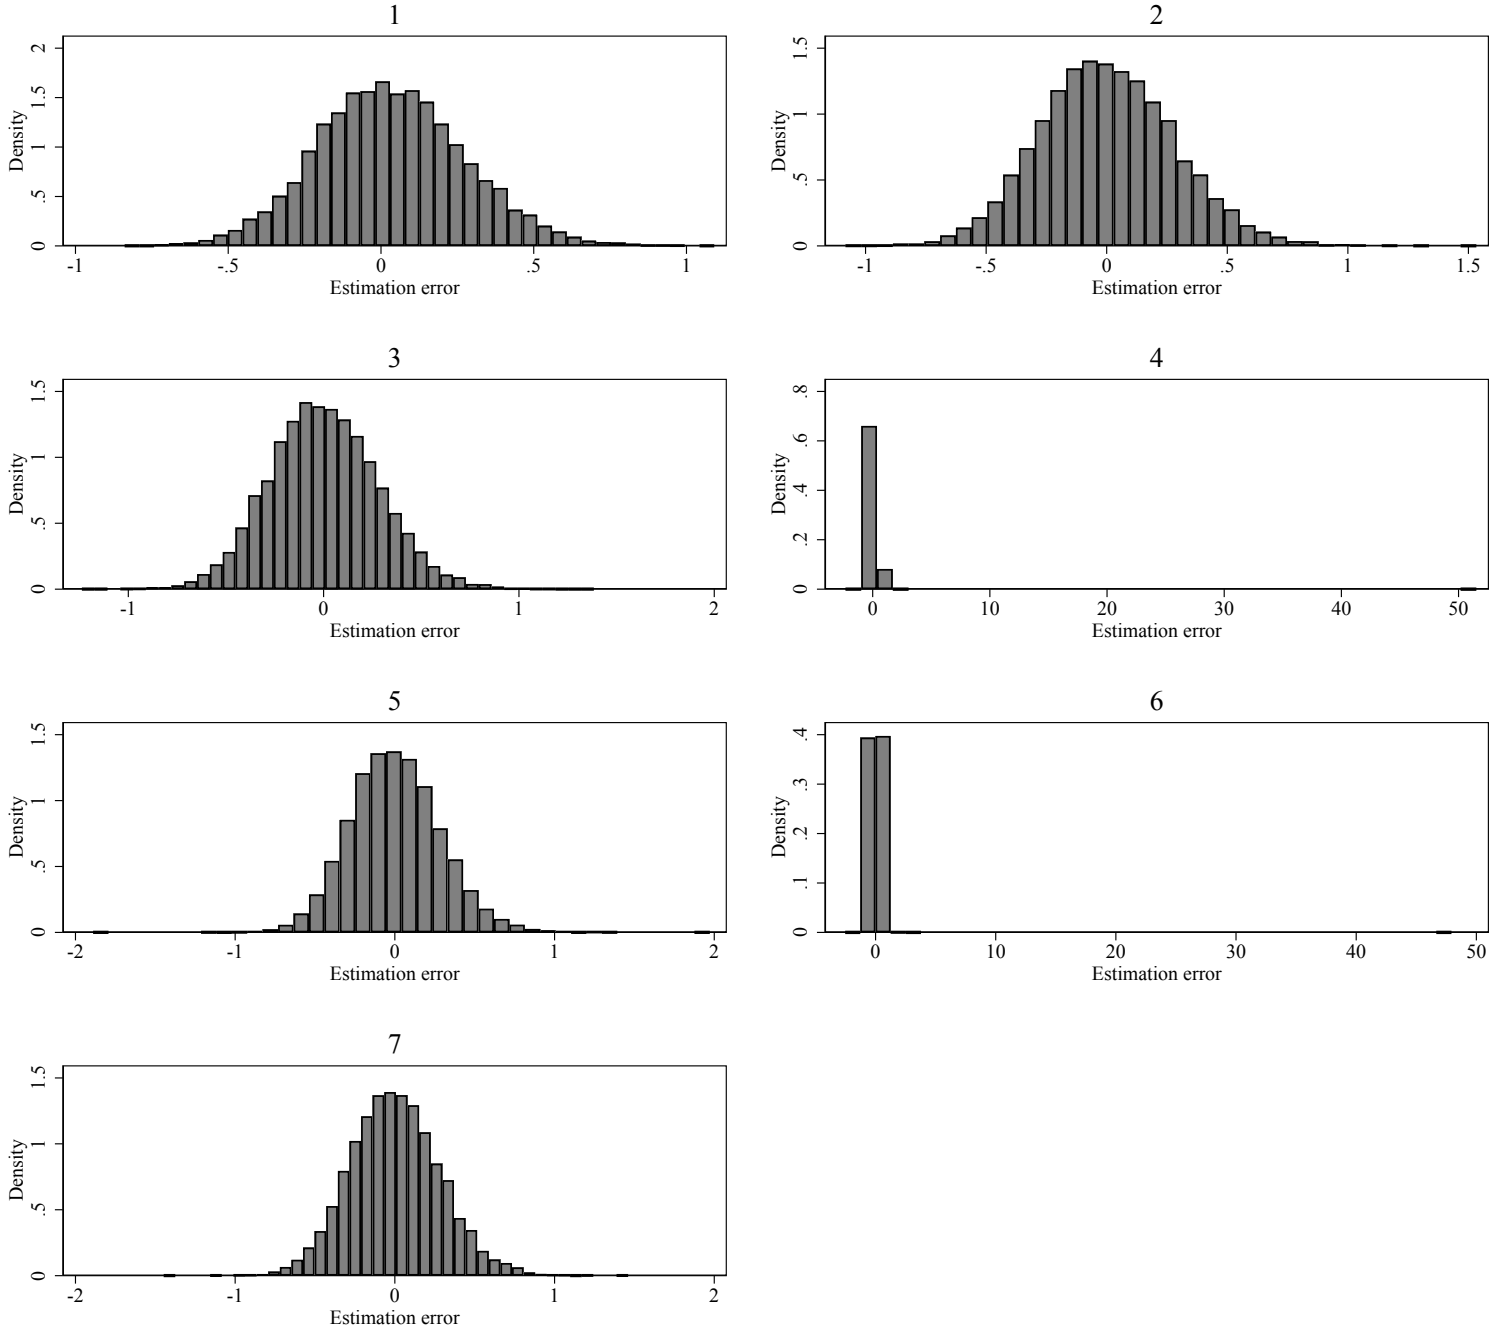 1
Density
0 .5 1 1.5 2
-1 -.5 0 .5 1
Estimation error
2
Density
0 .5 1 1.5
-1 -.5 0 .5 1 1.5
Estimation error
3
Density
0 .5 1 1.5
-1 0 1 2
Estimation error
4
Density
0 .2 .4 .6 .8
0 10 20 30 40 50
Estimation error
5
Density
0 .5 1 1.5
-2 -1 0 1 2
Estimation error
6
Density
0 .1 .2 .3 .4
0 10 20 30 40 50
Estimation error
7
Density
0 .5 1 1.5
-2 -1 0 1 2
Estimation error